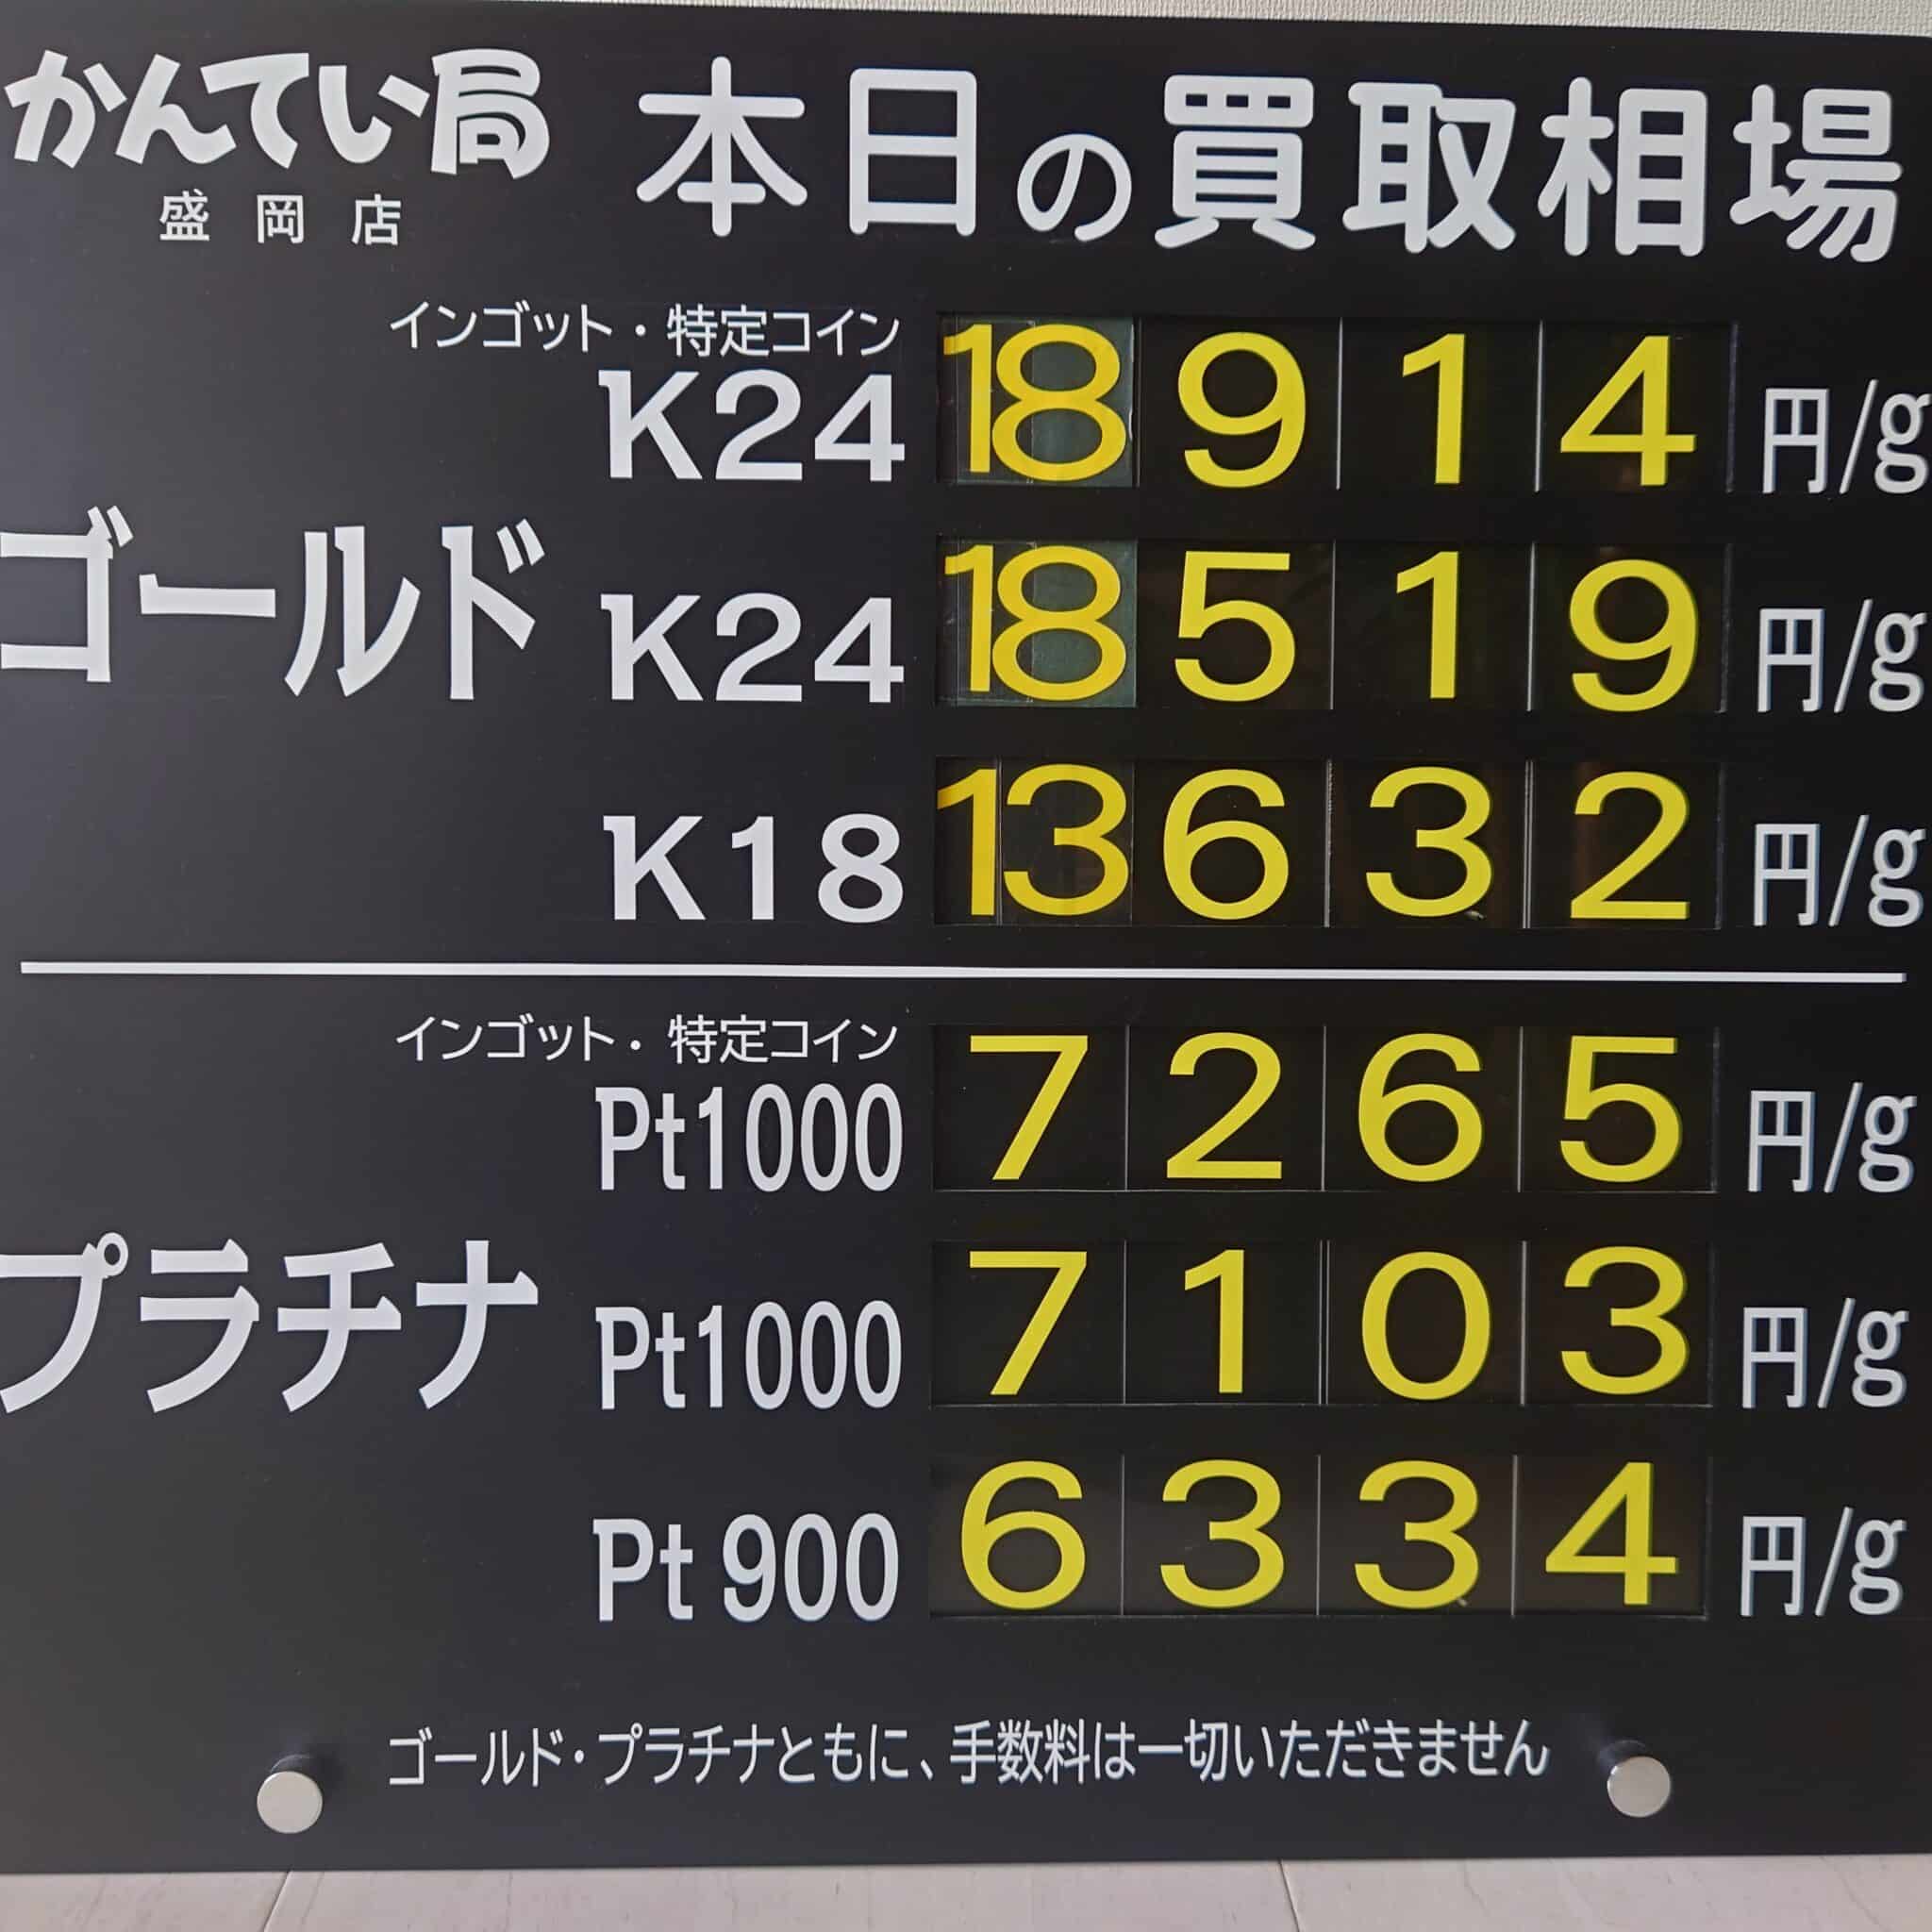 かんてい局 本日の買取相場
盛岡店
インゴット・特定コイン
K24 18914 円/g
ゴールド K24 18519 円/g
K18 13632 円/g
インゴット・特定コイン
Pt1000 7265 円/g
プラチナ Pt1000 7103 円/g
Pt900 6334 円/g
ゴールド・プラチナともに、手数料は一切いただきません